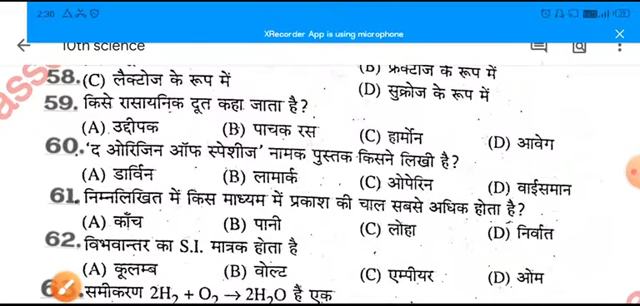 2:30
XRecorder App is using microphone
10th science
(B) फ्रक्टोज के रूप में
58. (C) लैक्टोज के रूप में
(D) सुक्रोज के रूप में
59. किसे रासायनिक दूत कहा जाता है?
(A) उद्दीपक (B) पाचक रस (C) हार्मोन (D) आवेग
60. 'द ओरिजिन ऑफ स्पेशीज' नामक पुस्तक किसने लिखी है?
(A) डार्विन (B) लामार्क (C) ओपेरिन (D) वाईसमान
61. निम्नलिखित में किस माध्यम में प्रकाश की चाल सबसे अधिक होता है?
(A) काँच (B) पानी (C) लोहा (D) निर्वात
62. विभवान्तर का S.I. मात्रक होता है
(A) कूलम्ब (B) वोल्ट (C) एम्पीयर (D) ओम
समीकरण 2H₂ + O₂ → 2H₂O है एक